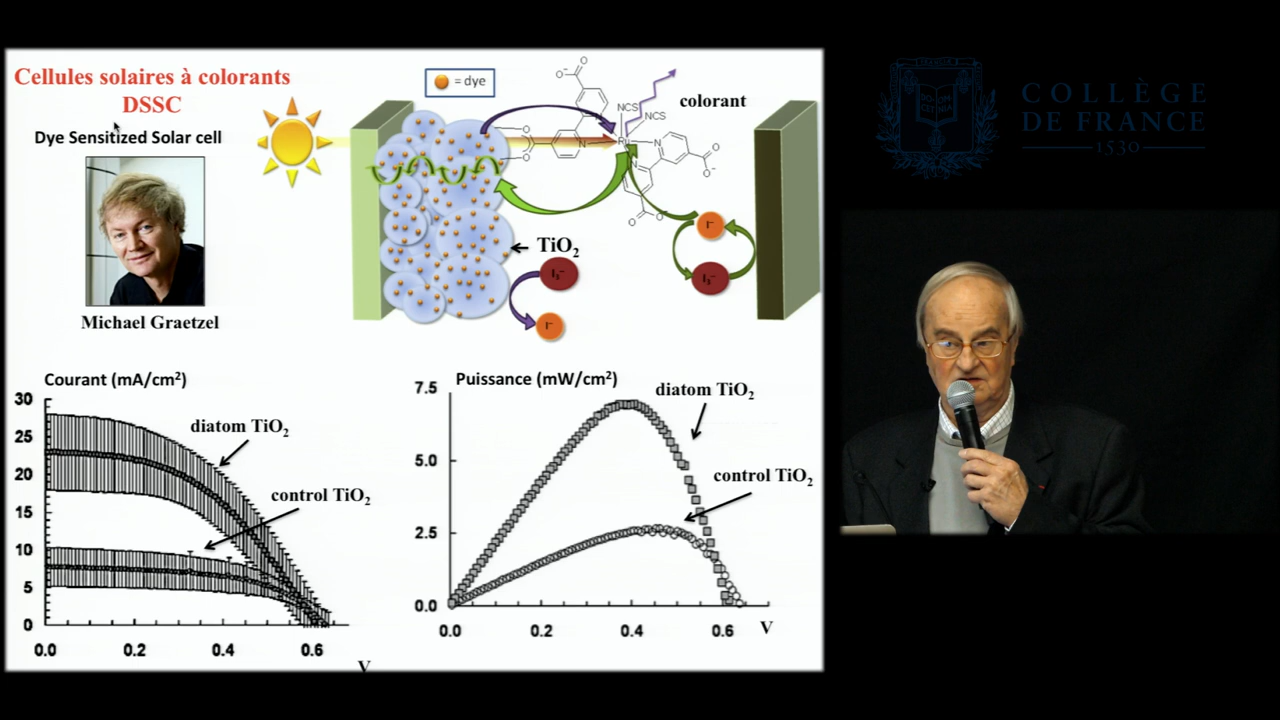 Cellules solaires à colorants
DSSC
Dye Sensitized Solar cell
Michael Graetzel
= dye
colorant
O⁻
O
NCS
NCS
N
Ru
N
O
O
O
O⁻
O
O
TiO₂
I₃⁻
I⁻
I⁻
I₃⁻
Courant (mA/cm²)
30
25
20
15
10
5
0
0.0 0.2 0.4 0.6
V
diatom TiO₂
control TiO₂
Puissance (mW/cm²)
7.5
5.0
2.5
0.0
0.0 0.2 0.4 0.6
V
diatom TiO₂
control TiO₂
COLLÈGE
DE FRANCE
1530